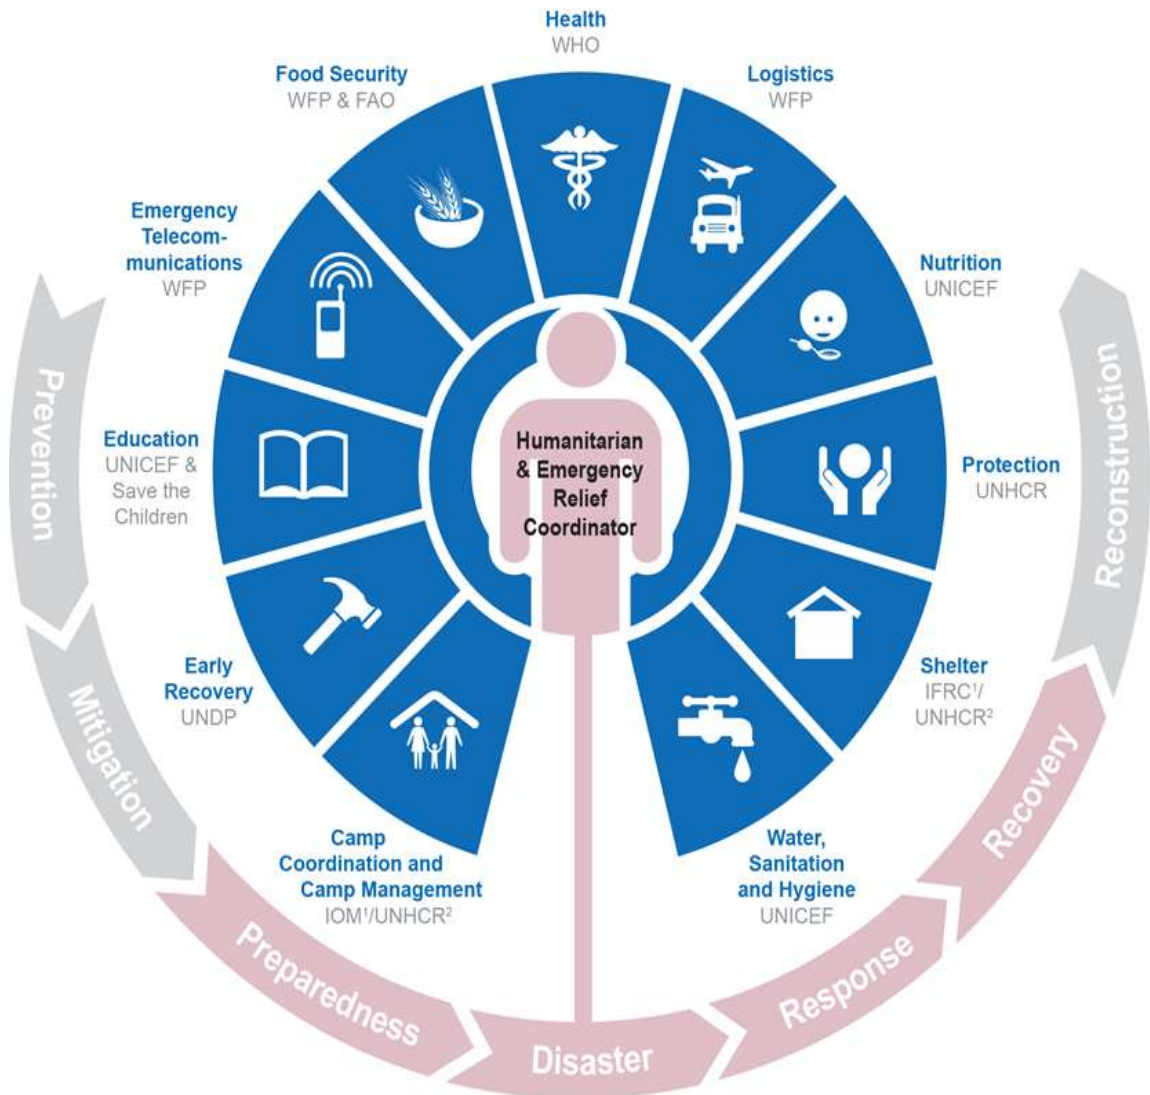 Health
WHO
Food Security
WFP & FAO
Logistics
WFP
Emergency
Telecom-
munications
WFP
Nutrition
UNICEF
Education
UNICEF &
Save the
Children
Humanitarian
& Emergency
Relief
Coordinator
Protection
UNHCR
Early
Recovery
UNDP
Shelter
IFRC¹/
UNHCR²
Camp
Coordination and
Camp Management
IOM¹/UNHCR²
Water,
Sanitation
and Hygiene
UNICEF
Prevention
Mitigation
Preparedness
Disaster
Response
Recovery
Reconstruction